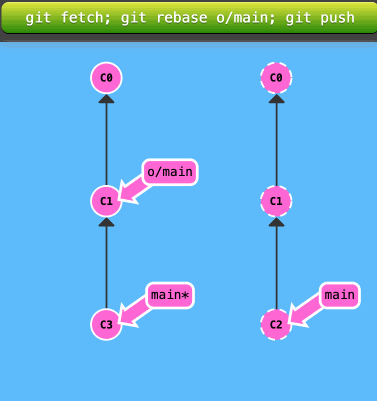 git fetch; git rebase o/main; git push
C0 C0
o/main
C1 C1
main* main
C3 C2